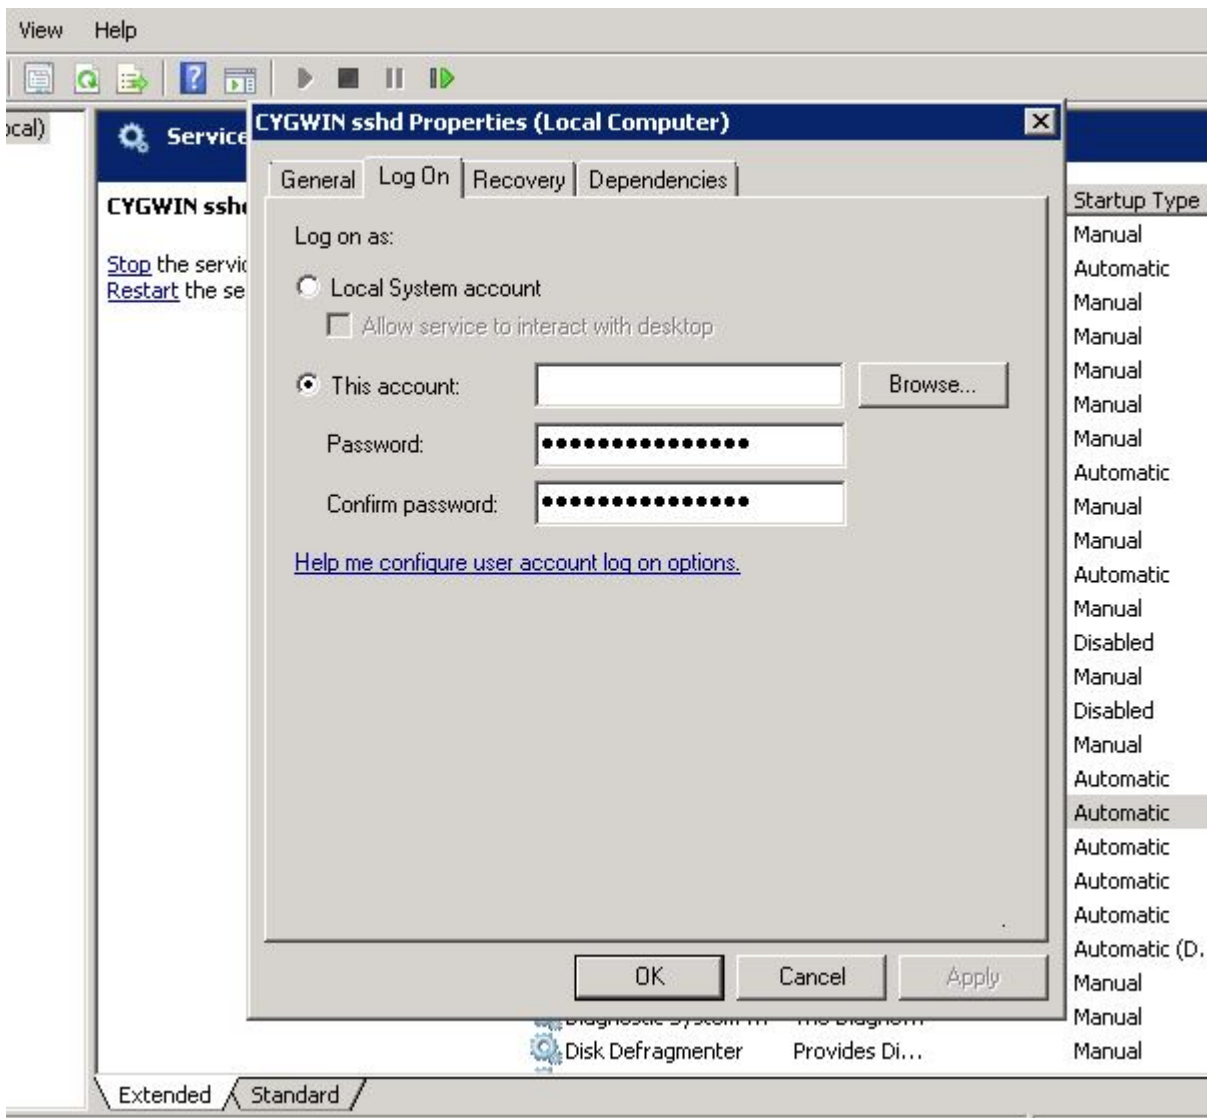 View Help
ocal)
Service
CYGWIN sshd Properties (Local Computer)
General Log On Recovery Dependencies
CYGWIN sshd
Stop the servic
Restart the se
Log on as:
Local System account
Allow service to interact with desktop
This account: Browse...
Password: •••••••••••••••
Confirm password: •••••••••••••••
Help me configure user account log on options.
OK Cancel Apply
Startup Type
Manual
Automatic
Manual
Manual
Manual
Manual
Manual
Automatic
Manual
Manual
Automatic
Manual
Disabled
Manual
Disabled
Manual
Automatic
Automatic
Automatic
Automatic
Automatic
Automatic (D.
Manual
Manual
Disk Defragmenter Provides Di... Manual
Extended Standard